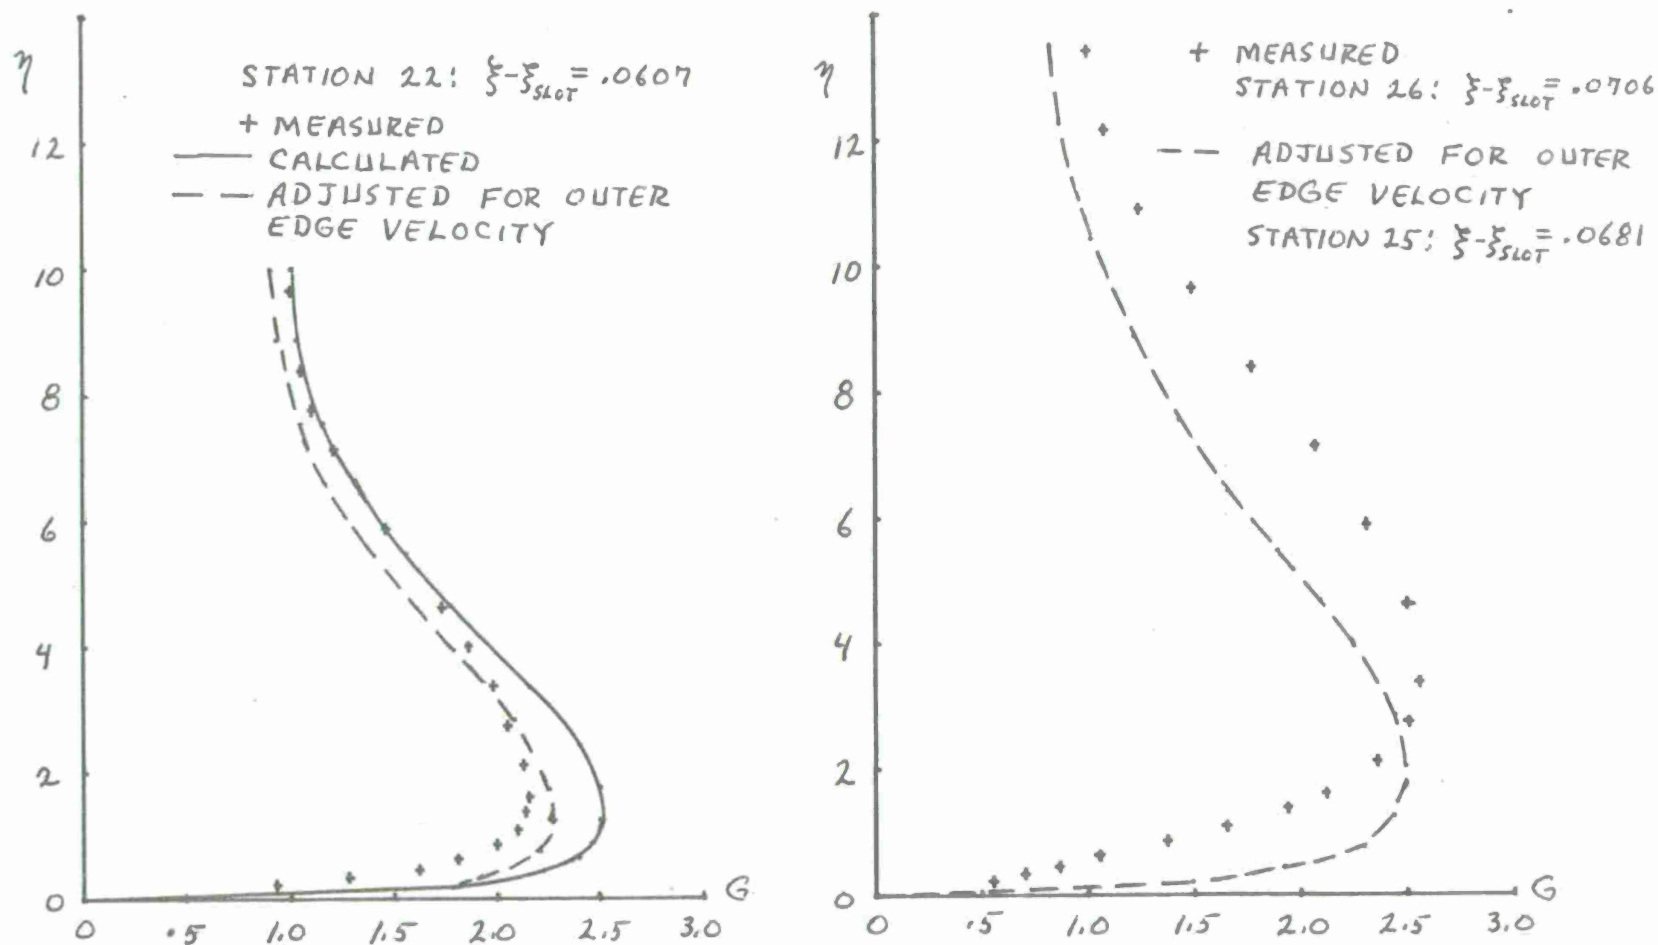 η
STATION 22: ξ-ξSLOT = .0607
+ MEASURED
CALCULATED
ADJUSTED FOR OUTER
EDGE VELOCITY
12
10
8
6
4
2
0
G
0 .5 1.0 1.5 2.0 2.5 3.0
η
+ MEASURED
STATION 26: ξ-ξSLOT = .0706
ADJUSTED FOR OUTER
EDGE VELOCITY
STATION 25: ξ-ξSLOT = .0681
12
10
8
6
4
2
0
G
0 .5 1.0 1.5 2.0 2.5 3.0